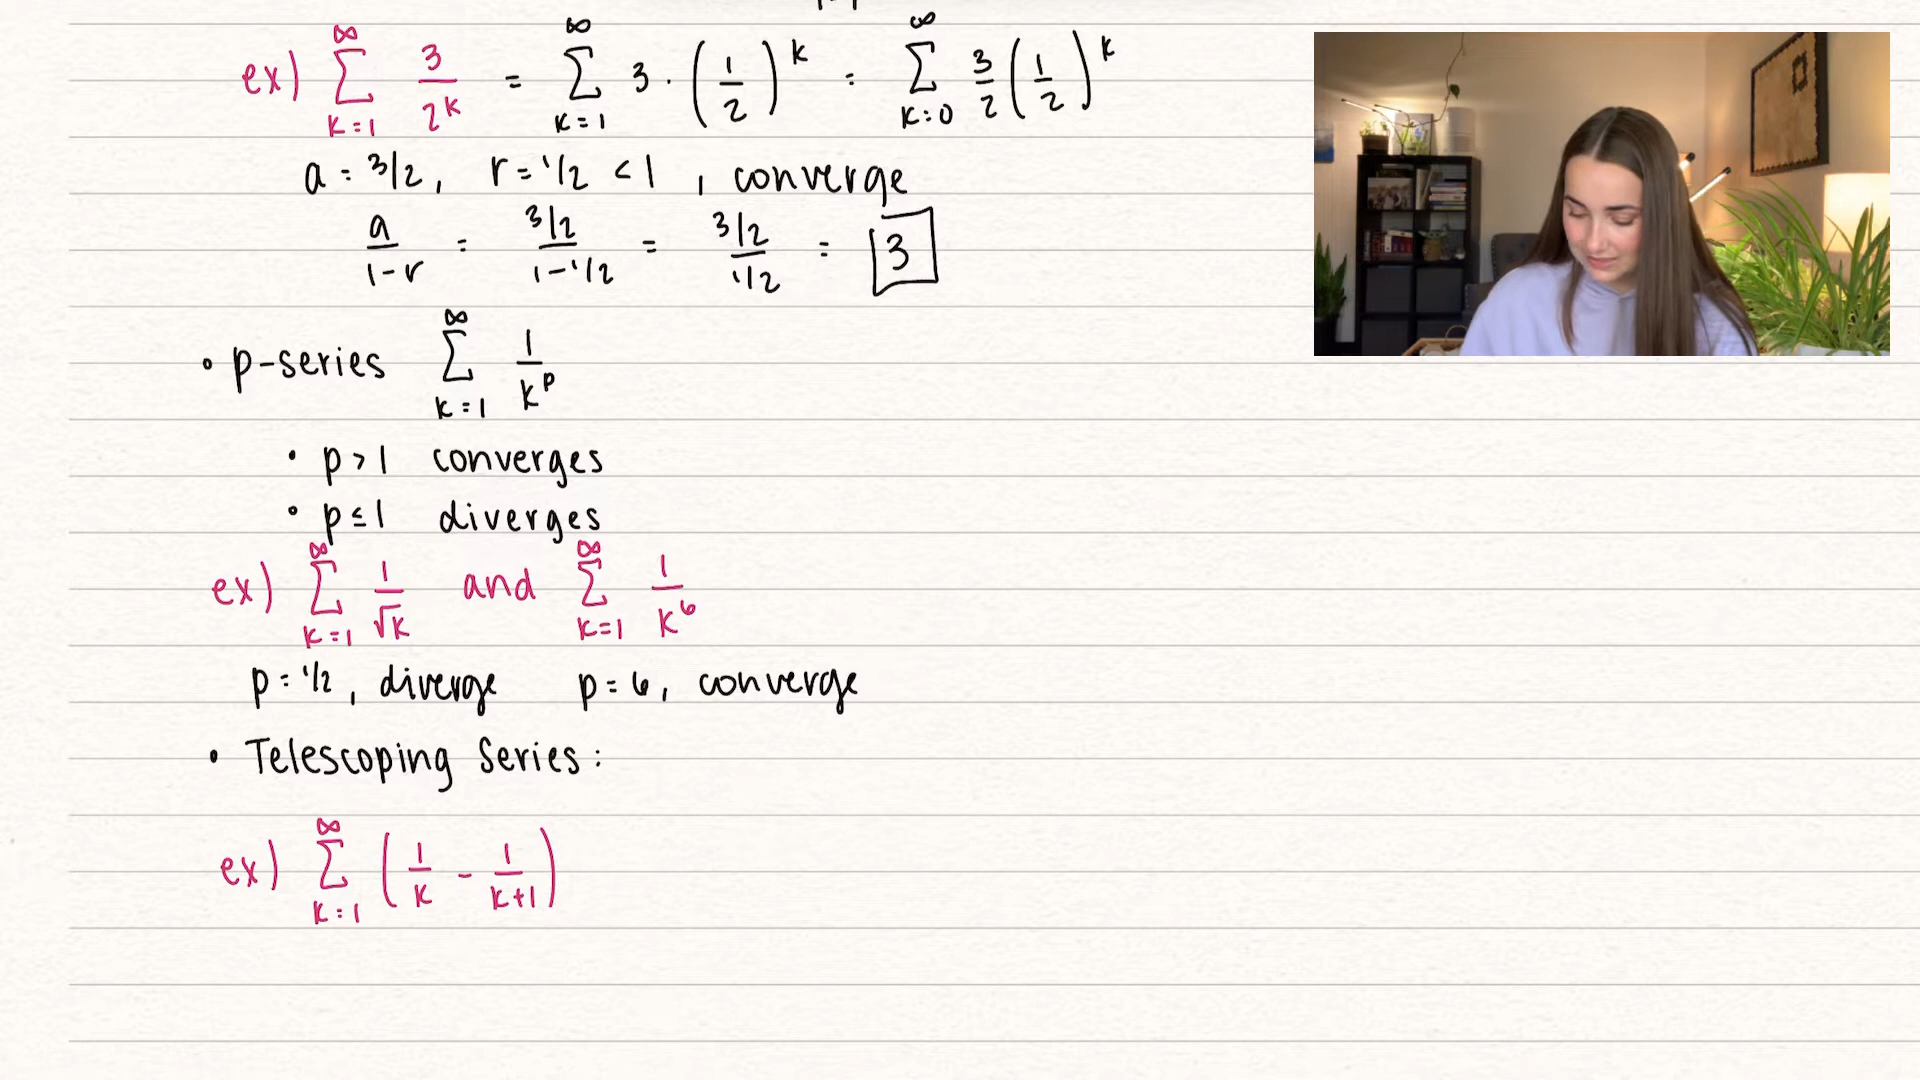 ex) ∞ Σ k=1 3/2^k = ∞ Σ k=1 3 · (1/2)^k = ∞ Σ k=0 3/2 (1/2)^k
a = 3/2, r = 1/2 < 1, converge
a/(1-r) = (3/2)/(1-1/2) = (3/2)/(1/2) = 3
• p-series ∞ Σ k=1 1/k^p
• p > 1 converges
• p ≤ 1 diverges
ex) ∞ Σ k=1 1/√k and ∞ Σ k=1 1/k^6
p = 1/2, diverge p = 6, converge
• Telescoping Series:
ex) ∞ Σ k=1 (1/k - 1/(k+1))